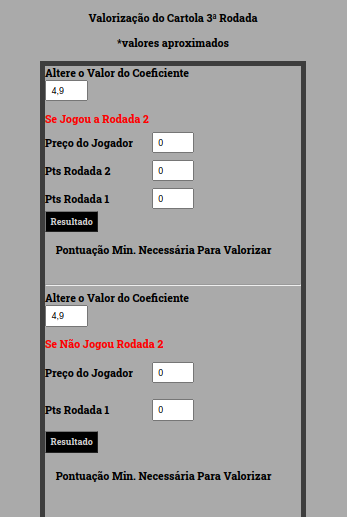 Valorização do Cartola 3ª Rodada
*valores aproximados
Altere o Valor do Coeficiente
4,9
Se Jogou a Rodada 2
Preço do Jogador 0
Pts Rodada 2 0
Pts Rodada 1 0
Resultado
Pontuação Min. Necessária Para Valorizar
Altere o Valor do Coeficiente
4,9
Se Não Jogou Rodada 2
Preço do Jogador 0
Pts Rodada 1 0
Resultado
Pontuação Min. Necessária Para Valorizar